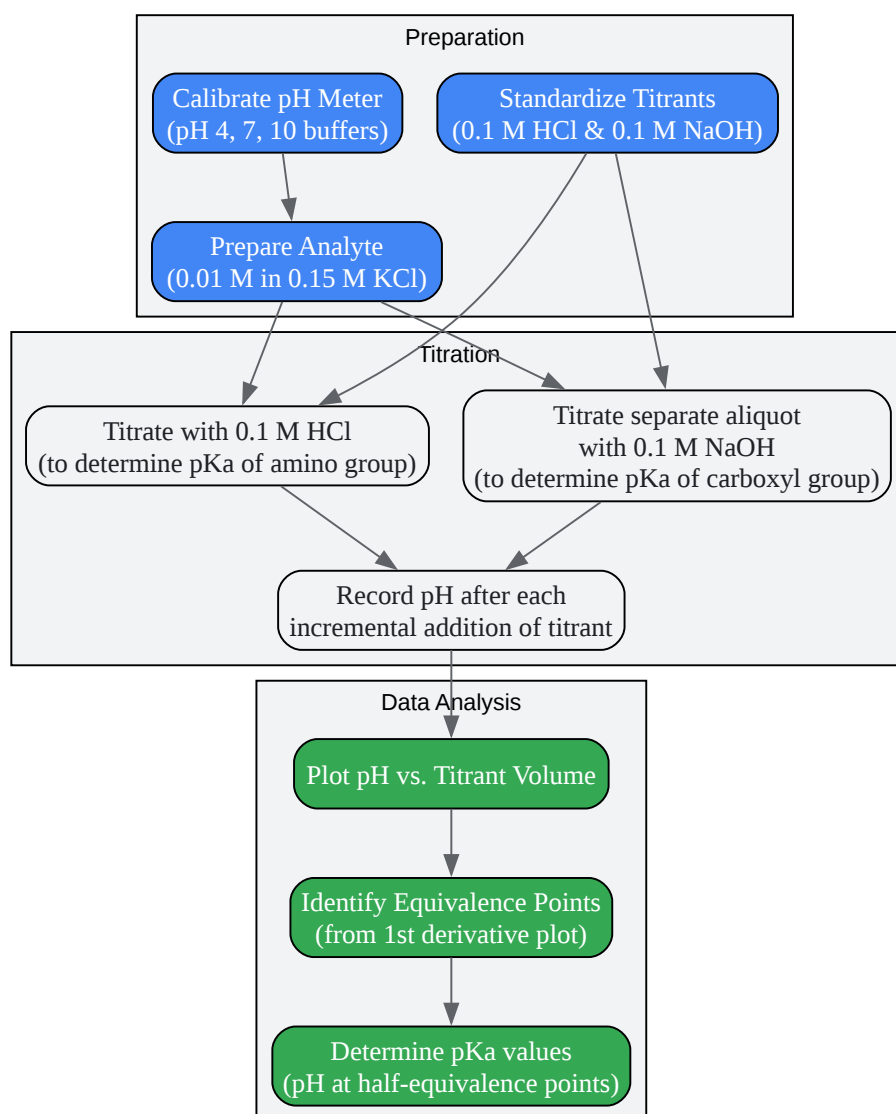 Preparation
Calibrate pH Meter
(pH 4, 7, 10 buffers)
Standardize Titrants
(0.1 M HCl & 0.1 M NaOH)
Prepare Analyte
(0.01 M in 0.15 M KCl)
Titration
Titrate with 0.1 M HCl
(to determine pKa of amino group)
Titrate separate aliquot
with 0.1 M NaOH
(to determine pKa of carboxyl group)
Record pH after each
incremental addition of titrant
Data Analysis
Plot pH vs. Titrant Volume
Identify Equivalence Points
(from 1st derivative plot)
Determine pKa values
(pH at half-equivalence points)